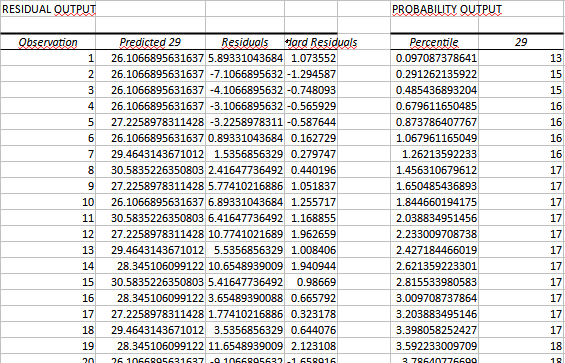 RESIDUAL OUTPUT PROBABILITY OUTPUT
Observation Predicted 29 Residuals dard Residuals Percentile 29
1 26.1066895631637 5.89331043684 1.073552 0.097087378641 13
2 26.1066895631637 -7.1066895632 -1.294587 0.291262135922 15
3 26.1066895631637 -4.1066895632 -0.748093 0.485436893204 15
4 26.1066895631637 -3.1066895632 -0.565929 0.679611650485 16
5 27.2258978311428 -3.2258978311 -0.587644 0.873786407767 16
6 26.1066895631637 0.89331043684 0.162729 1.067961165049 16
7 29.4643143671012 1.5356856329 0.279747 1.26213592233 16
8 30.5835226350803 2.41647736492 0.440196 1.456310679612 17
9 27.2258978311428 5.77410216886 1.051837 1.650485436893 17
10 26.1066895631637 6.89331043684 1.255717 1.844660194175 17
11 30.5835226350803 6.41647736492 1.168855 2.038834951456 17
12 27.2258978311428 10.7741021689 1.962659 2.233009708738 17
13 29.4643143671012 5.5356856329 1.008406 2.427184466019 17
14 28.345106099122 10.6548939009 1.940944 2.621359223301 17
15 30.5835226350803 5.41647736492 0.98669 2.815533980583 17
16 28.345106099122 3.65489390088 0.665792 3.009708737864 17
17 27.2258978311428 1.77410216886 0.323178 3.203883495146 17
18 29.4643143671012 3.5356856329 0.644076 3.398058252427 17
19 28.345106099122 11.6548939009 2.123108 3.592233009709 18
20 26.1066895631637 -9.1066895632 -1.658916 3.78640776699 18